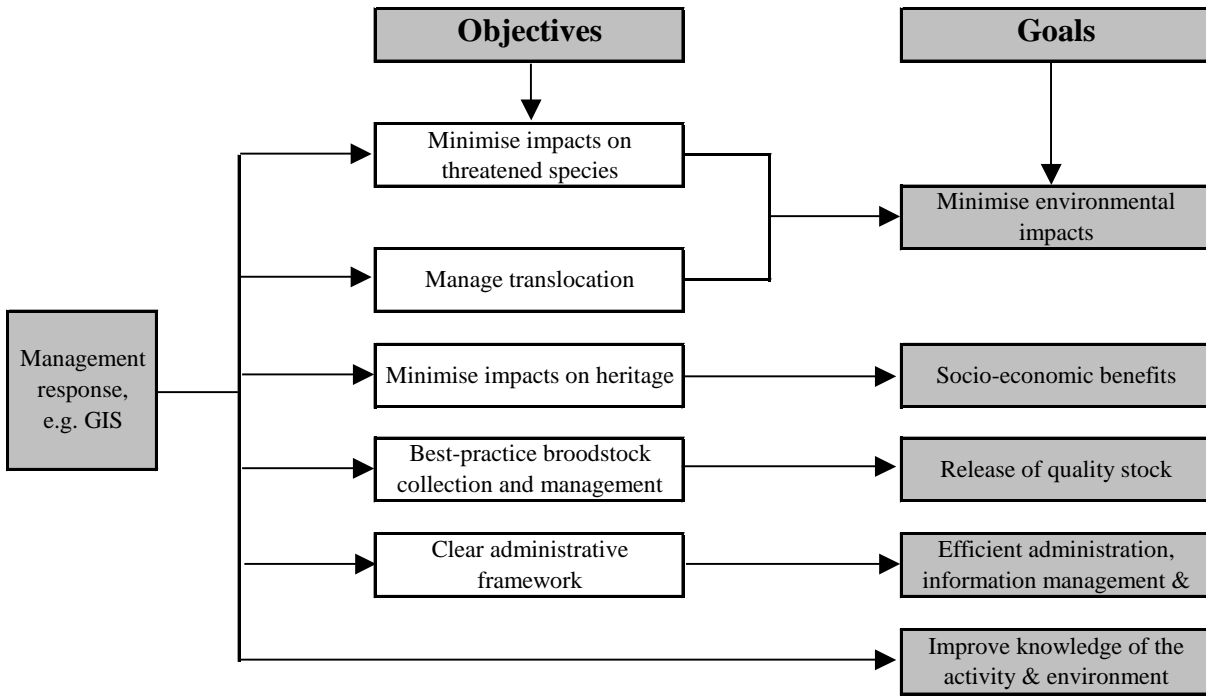 Objectives
Goals
Minimise impacts on
threatened species
Minimise environmental
impacts
Manage translocation
Management
response,
e.g. GIS
Minimise impacts on heritage
Socio-economic benefits
Best-practice broodstock
collection and management
Release of quality stock
Clear administrative
framework
Efficient administration,
information management &
Improve knowledge of the
activity & environment